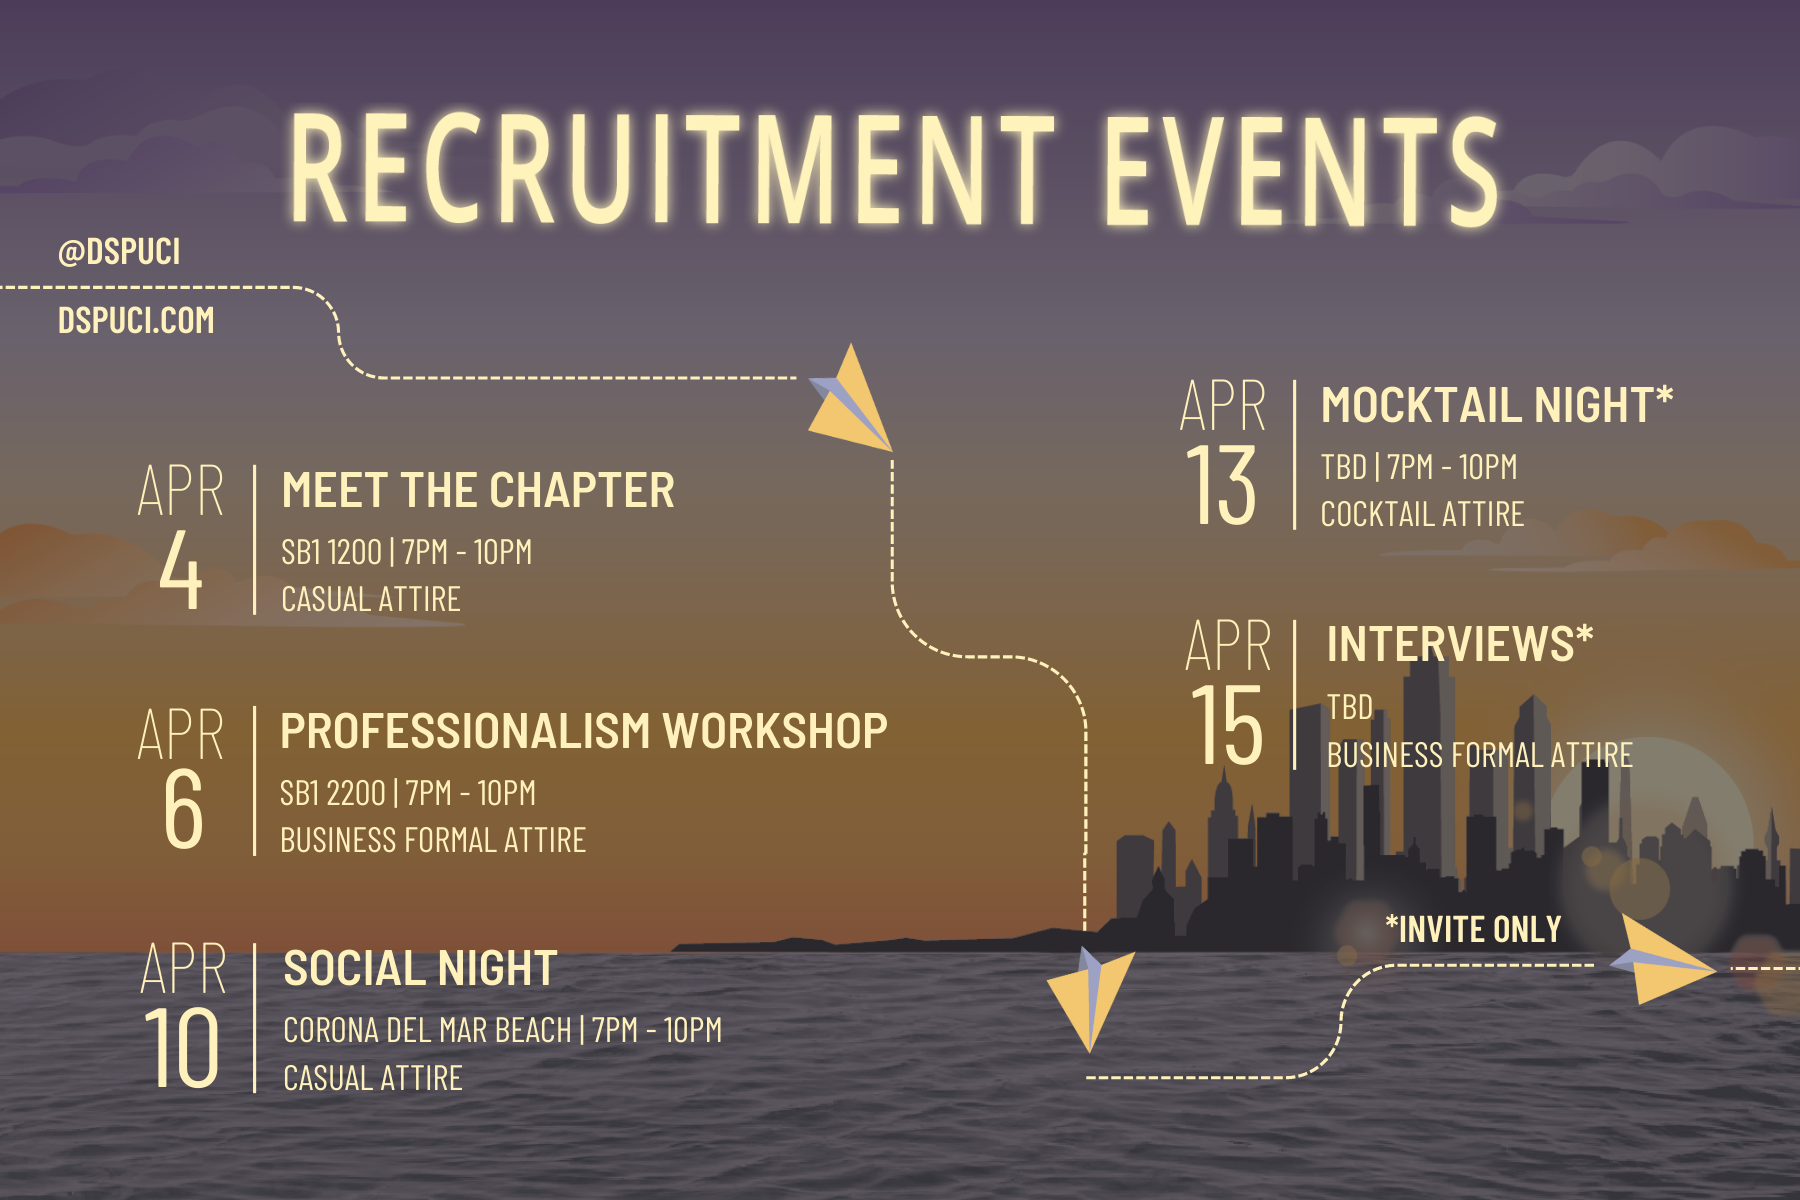 RECRUITMENT EVENTS
@DSPUCI
DSPUCI.COM
APR
4
MEET THE CHAPTER
SB1 1200 | 7PM - 10PM
CASUAL ATTIRE
APR
6
PROFESSIONALISM WORKSHOP
SB1 2200 | 7PM - 10PM
BUSINESS FORMAL ATTIRE
APR
10
SOCIAL NIGHT
CORONA DEL MAR BEACH | 7PM - 10PM
CASUAL ATTIRE
APR
13
MOCKTAIL NIGHT*
TBD | 7PM - 10PM
COCKTAIL ATTIRE
APR
15
INTERVIEWS*
TBD
BUSINESS FORMAL ATTIRE
*INVITE ONLY